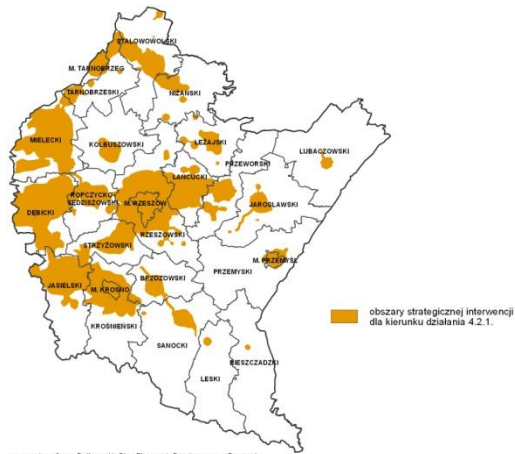 STALOWOWOLSKI
M. TARNOBRZEG
TARNOBRZESKI
NIŻAŃSKI
MIELECKI
KOLBUSZOWSKI
LEŻAJSKI
LUBACZOWSKI
PRZEWORSKI
ŁAŃCUCKI
ROPCZYCKO-
SĘDZISZOWSKI
M. RZESZÓW
JAROSŁAWSKI
DĘBICKI
RZESZOWSKI
STRZYŻOWSKI
M. PRZEMYŚL
PRZEMYSKI
JASIELSKI
BRZOZOWSKI
M. KROSNO
KROŚNIEŃSKI
SANOCKI
LESKI
BIESZCZADZKI
obszary strategicznej interwencji
dla kierunku działania 4.2.1.